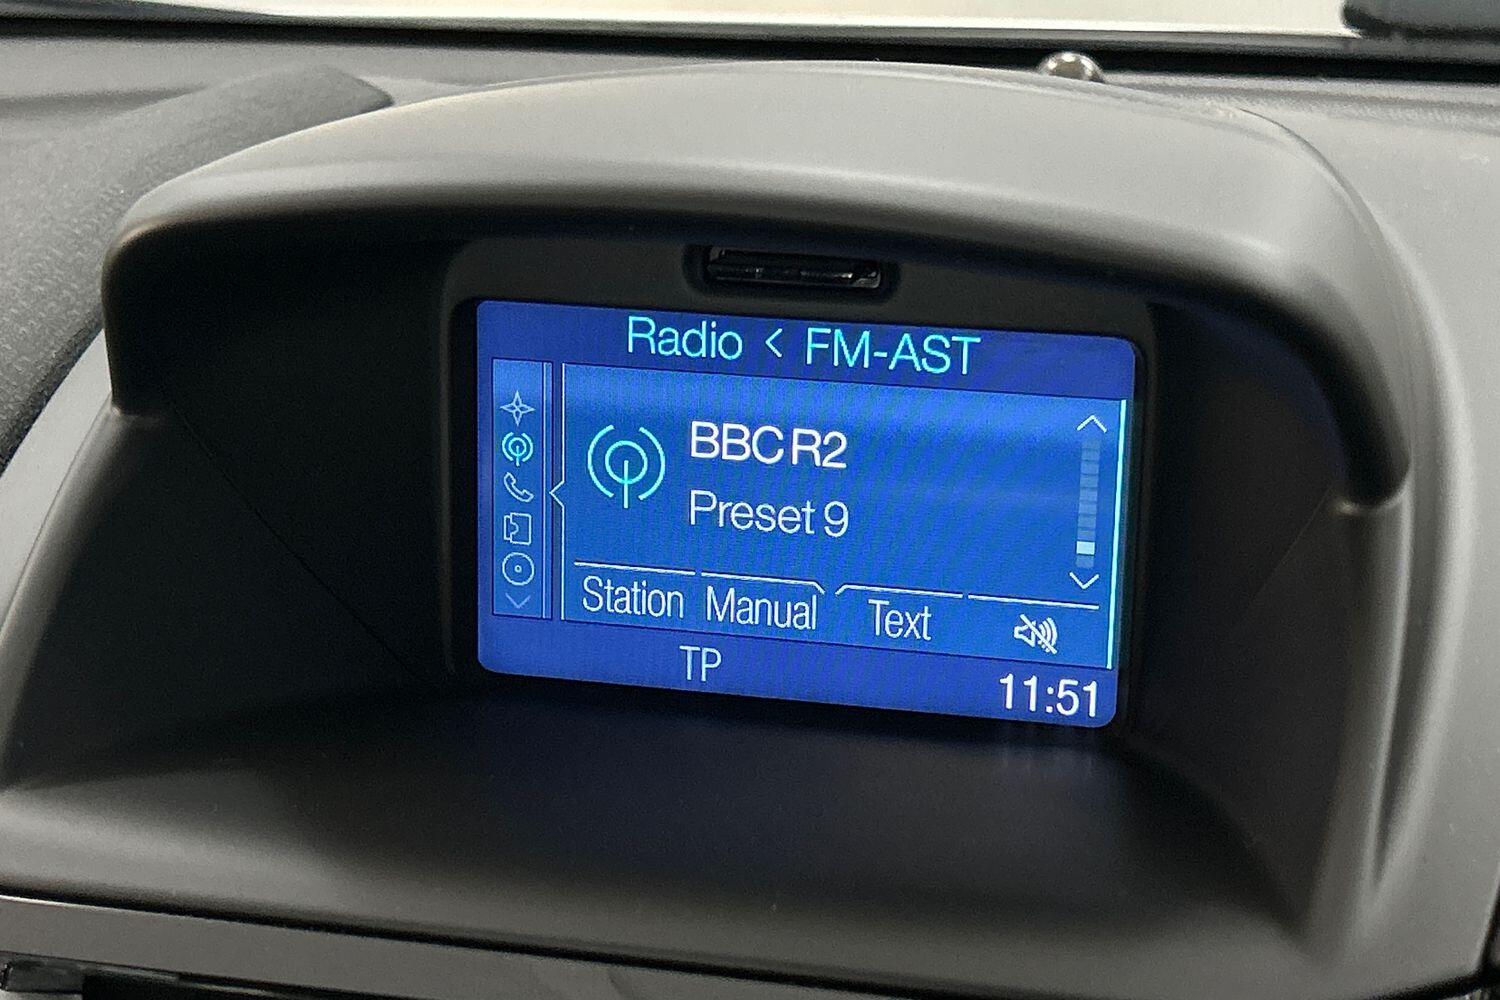 Radio < FM-AST
BBC R2
Preset 9
Station Manual Text
TP
11:51